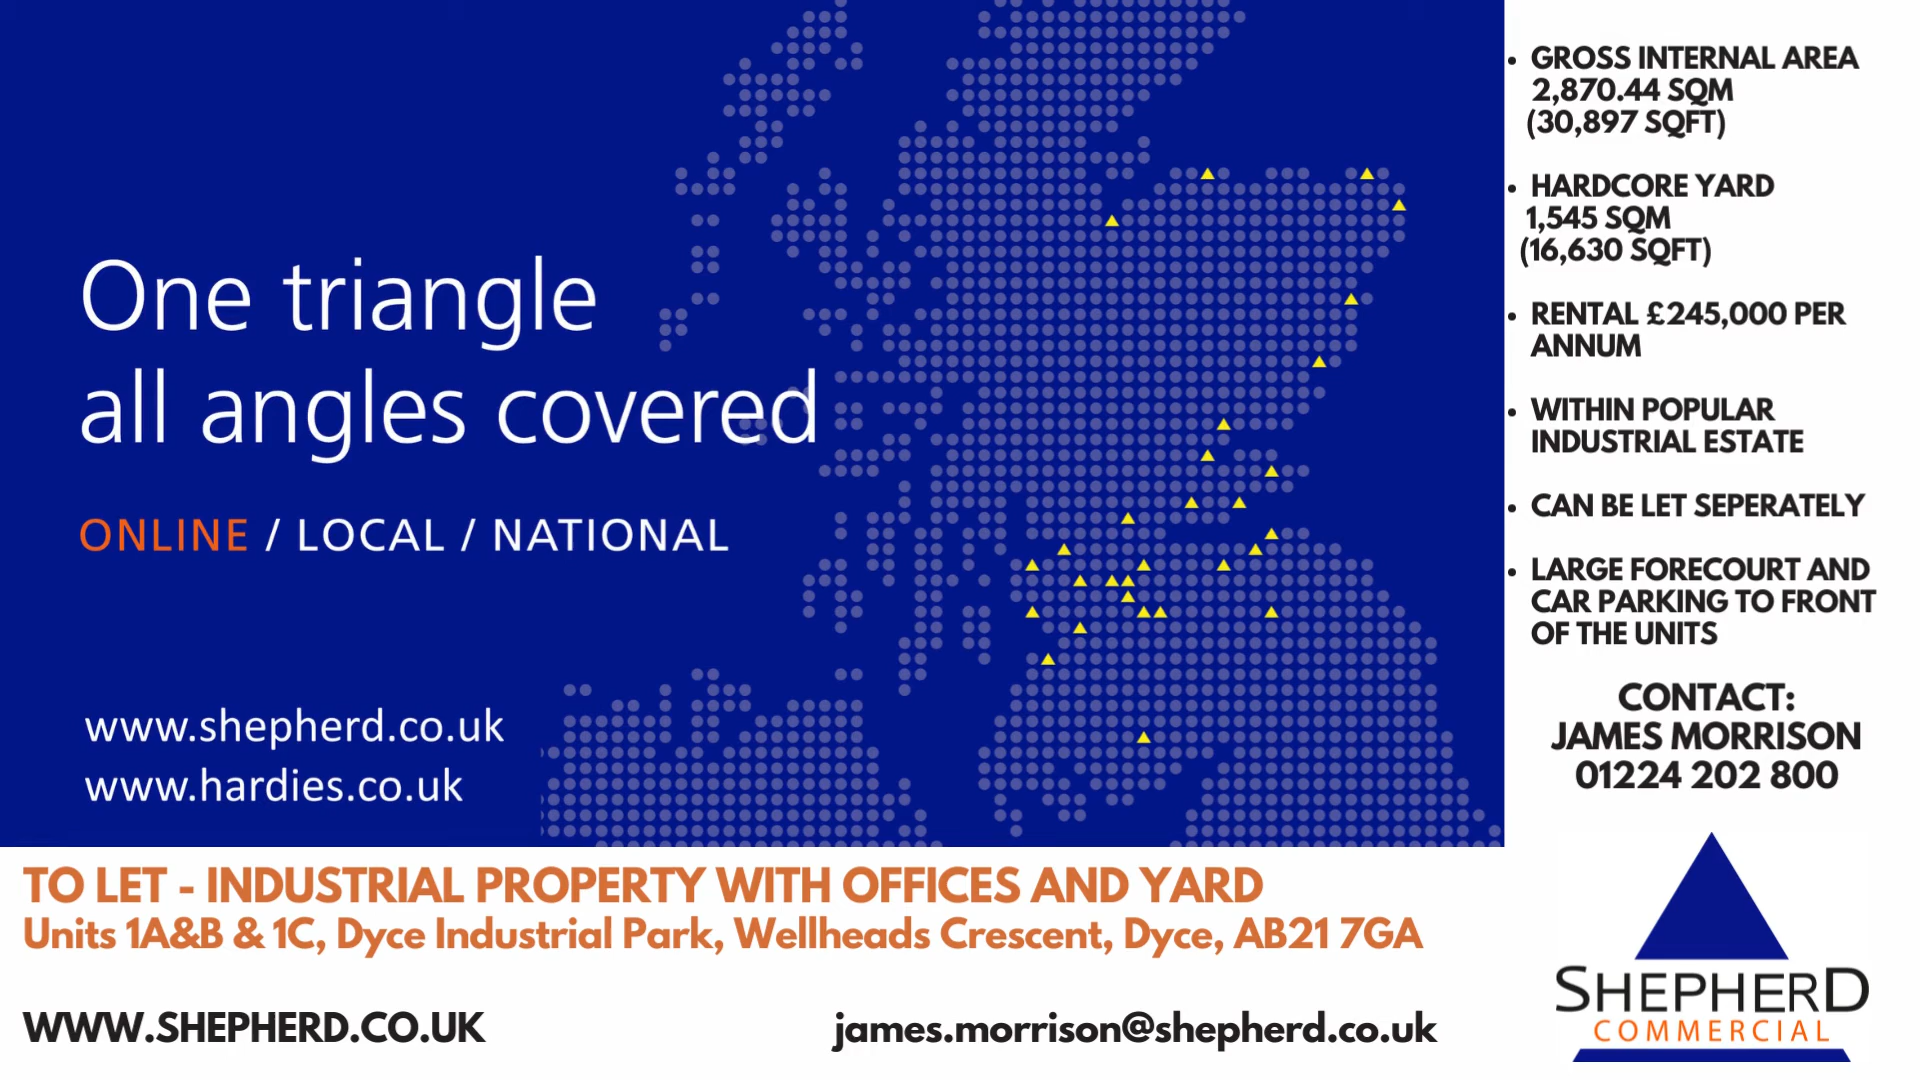 One triangle
all angles covered
ONLINE / LOCAL / NATIONAL
www.shepherd.co.uk
www.hardies.co.uk
• GROSS INTERNAL AREA
2,870.44 SQM
(30,897 SQFT)
• HARDCORE YARD
1,545 SQM
(16,630 SQFT)
• RENTAL £245,000 PER
ANNUM
• WITHIN POPULAR
INDUSTRIAL ESTATE
• CAN BE LET SEPERATELY
• LARGE FORECOURT AND
CAR PARKING TO FRONT
OF THE UNITS
CONTACT:
JAMES MORRISON
01224 202 800
TO LET - INDUSTRIAL PROPERTY WITH OFFICES AND YARD
Units 1A&B & 1C, Dyce Industrial Park, Wellheads Crescent, Dyce, AB21 7GA
WWW.SHEPHERD.CO.UK
james.morrison@shepherd.co.uk
SHEPHERD
COMMERCIAL